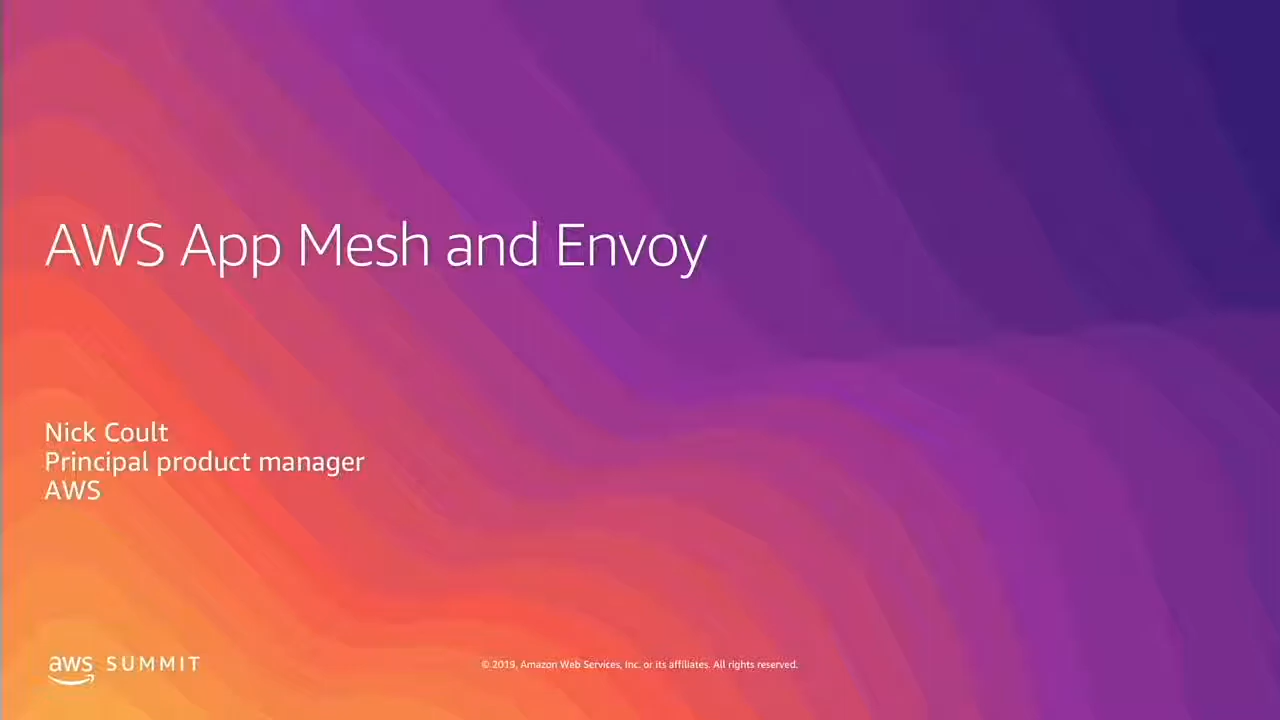 AWS App Mesh and Envoy
Nick Coult
Principal product manager
AWS
aws SUMMIT
© 2019, Amazon Web Services, Inc. or its affiliates. All rights reserved.